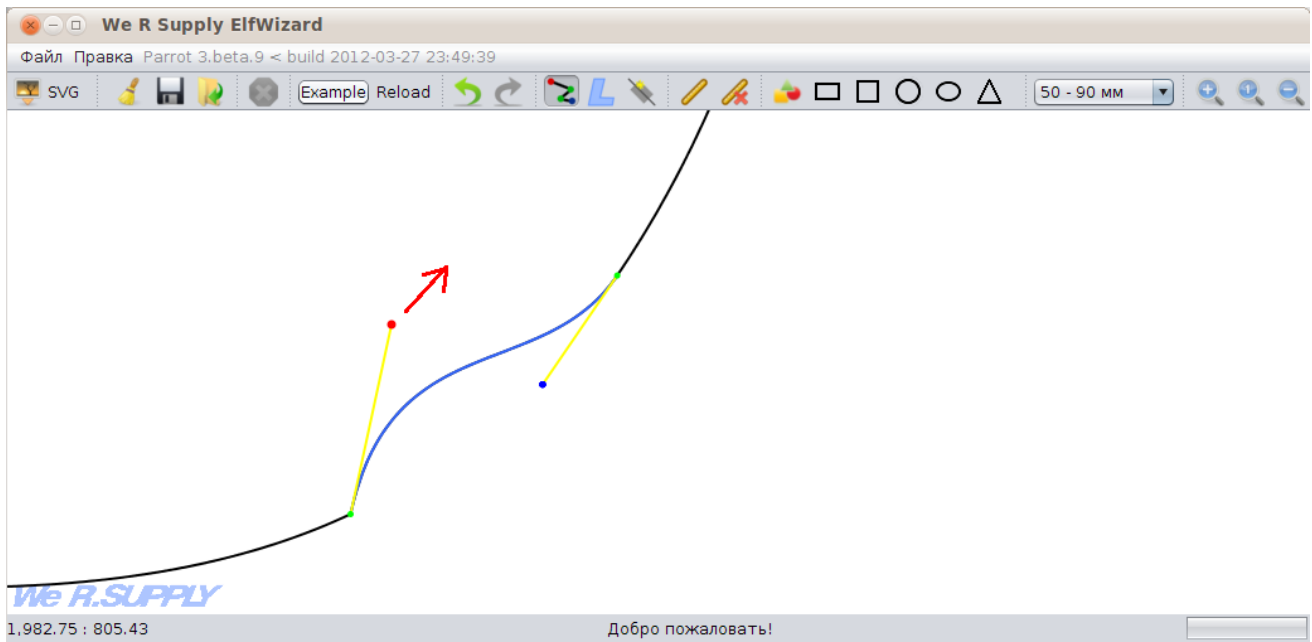 We R Supply ElfWizard
Файл Правка Parrot 3.beta.9 < build 2012-03-27 23:49:39
SVG Example Reload 50 - 90 мм
We R.SUPPLY
1,982.75 : 805.43 Добро пожаловать!